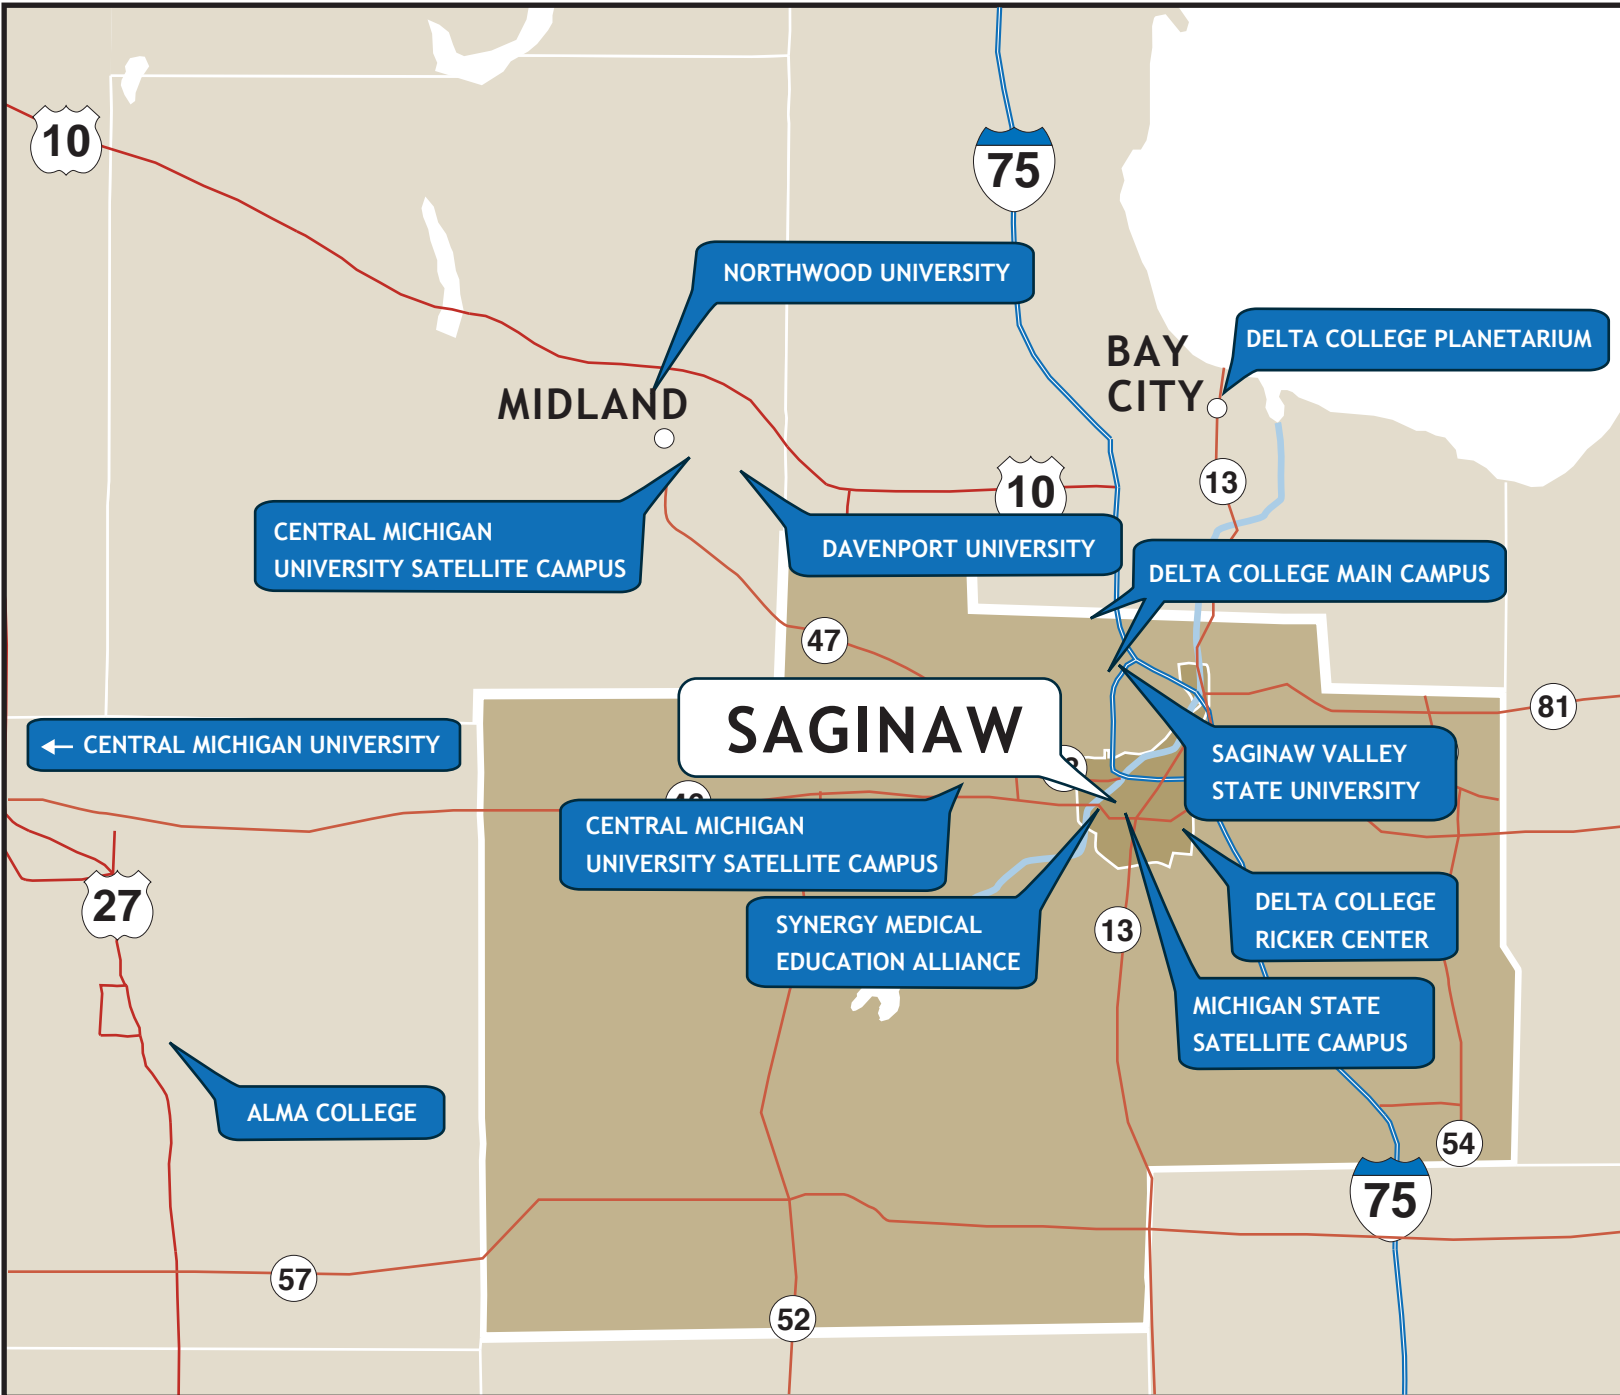 10
75
NORTHWOOD UNIVERSITY
DELTA COLLEGE PLANETARIUM
BAY
CITY
MIDLAND
13
10
CENTRAL MICHIGAN
UNIVERSITY SATELLITE CAMPUS
DAVENPORT UNIVERSITY
DELTA COLLEGE MAIN CAMPUS
47
81
SAGINAW
← CENTRAL MICHIGAN UNIVERSITY
SAGINAW VALLEY
STATE UNIVERSITY
CENTRAL MICHIGAN
UNIVERSITY SATELLITE CAMPUS
27
DELTA COLLEGE
RICKER CENTER
SYNERGY MEDICAL
EDUCATION ALLIANCE
13
MICHIGAN STATE
SATELLITE CAMPUS
ALMA COLLEGE
54
75
57
52